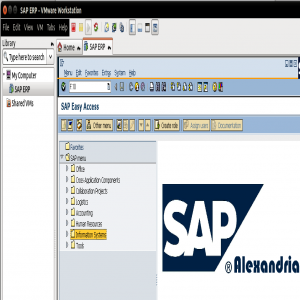 SAP ERP - VMware Workstation
File Edit View VM Tabs Help
Library
Home
SAP ERP
Type here to search
My Computer
SAP ERP
Shared VMs
Menu Edit Favorites Extras System Help
SAP Easy Access
Other menu
Create role
Assign users
Documentation
Favorites
SAP menu
Office
Cross-Application Components
Collaboration Projects
Logistics
Accounting
Human Resources
Information Systems
Tools
SAP
® Alexandria